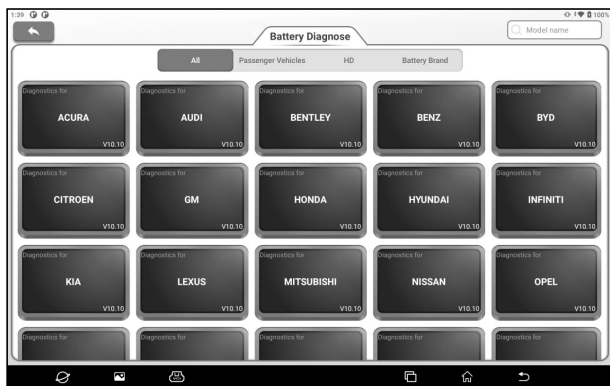 1:39 100%
Battery Diagnose
Model name
All Passenger Vehicles HD Battery Brand
Diagnostics for Diagnostics for Diagnostics for Diagnostics for Diagnostics for
ACURA AUDI BENTLEY BENZ BYD
V10.10 V10.10 V10.10 V10.10 V10.10
Diagnostics for Diagnostics for Diagnostics for Diagnostics for Diagnostics for
CITROEN GM HONDA HYUNDAI INFINITI
V10.10 V10.10 V10.10 V10.10 V10.10
Diagnostics for Diagnostics for Diagnostics for Diagnostics for Diagnostics for
KIA LEXUS MITSUBISHI NISSAN OPEL
V10.10 V10.10 V10.10 V10.10 V10.10
Diagnostics for Diagnostics for Diagnostics for Diagnostics for Diagnostics for